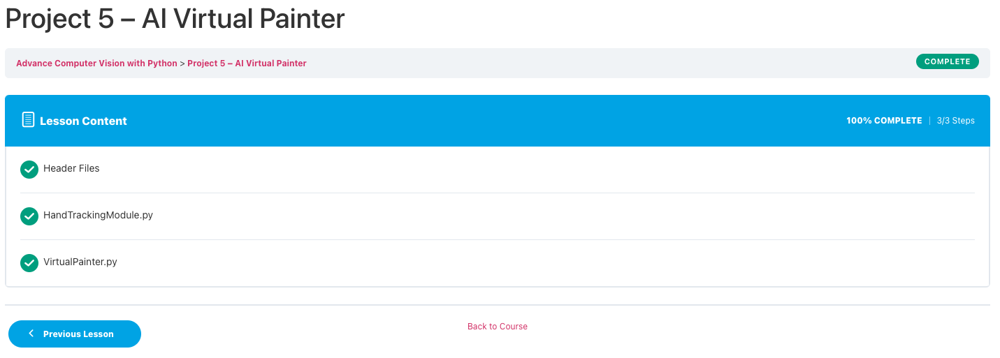 Project 5 – AI Virtual Painter
Advance Computer Vision with Python > Project 5 – AI Virtual Painter
COMPLETE
Lesson Content
100% COMPLETE | 3/3 Steps
Header Files
HandTrackingModule.py
VirtualPainter.py
Previous Lesson
Back to Course